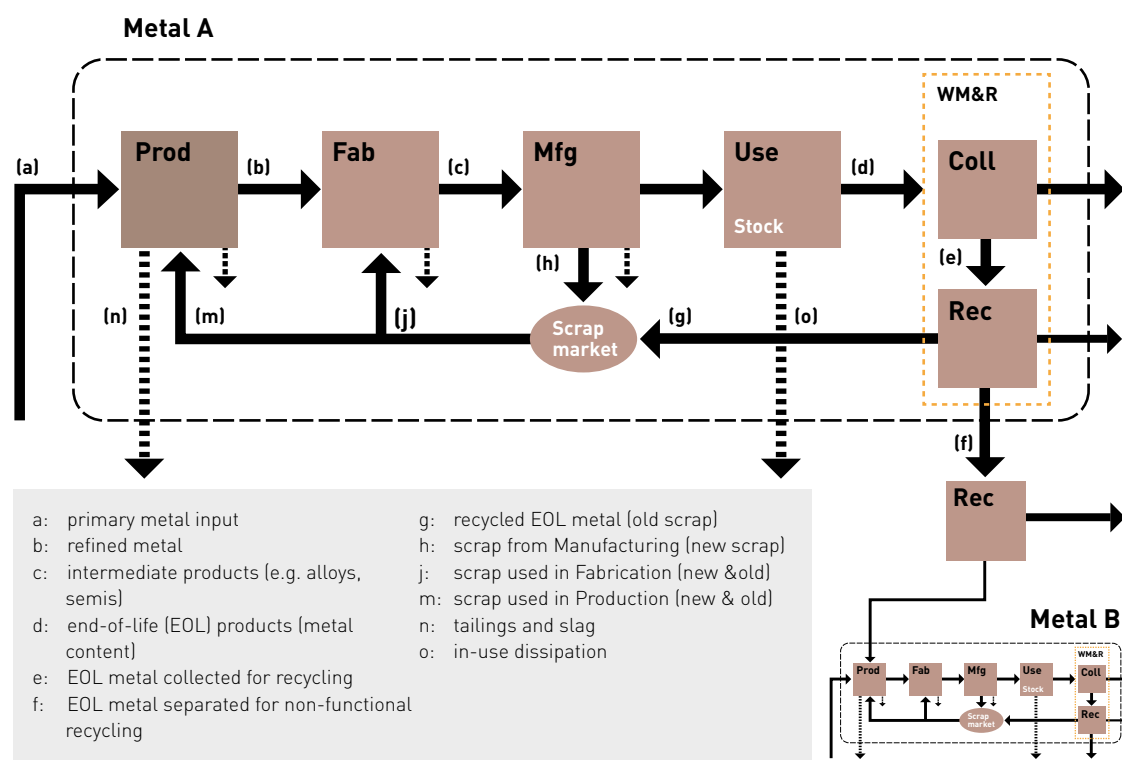 Metal A
WM&R
(a)
Prod
(b)
Fab
(c)
Mfg
Use
Stock
(d)
Coll
(e)
Rec
(h)
(n)
(m)
(j)
Scrap
market
(g)
(o)
(f)
Rec
a: primary metal input
b: refined metal
c: intermediate products (e.g. alloys,
semis)
d: end-of-life (EOL) products (metal
content)
e: EOL metal collected for recycling
f: EOL metal separated for non-functional
recycling
g: recycled EOL metal (old scrap)
h: scrap from Manufacturing (new scrap)
j: scrap used in Fabrication (new &old)
m: scrap used in Production (new & old)
n: tailings and slag
o: in-use dissipation
Metal B
WM&R
Prod
Fab
Mfg
Use
Stock
Coll
Scrap
market
Rec